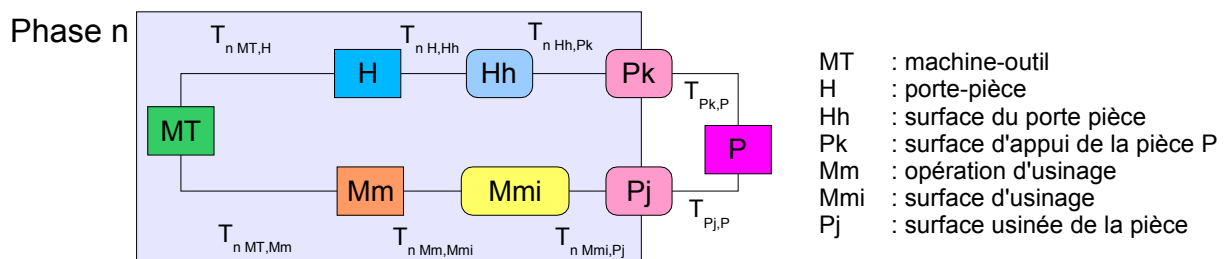 Phase n
T n MT,H
T n H,Hh
T n Hh,Pk
H
Hh
Pk
T Pk,P
MT
P
Mm
Mmi
Pj
T Pj,P
T n MT,Mm
T n Mm,Mmi
T n Mmi,Pj
MT : machine-outil
H : porte-pièce
Hh : surface du porte pièce
Pk : surface d'appui de la pièce P
Mm : opération d'usinage
Mmi : surface d'usinage
Pj : surface usinée de la pièce